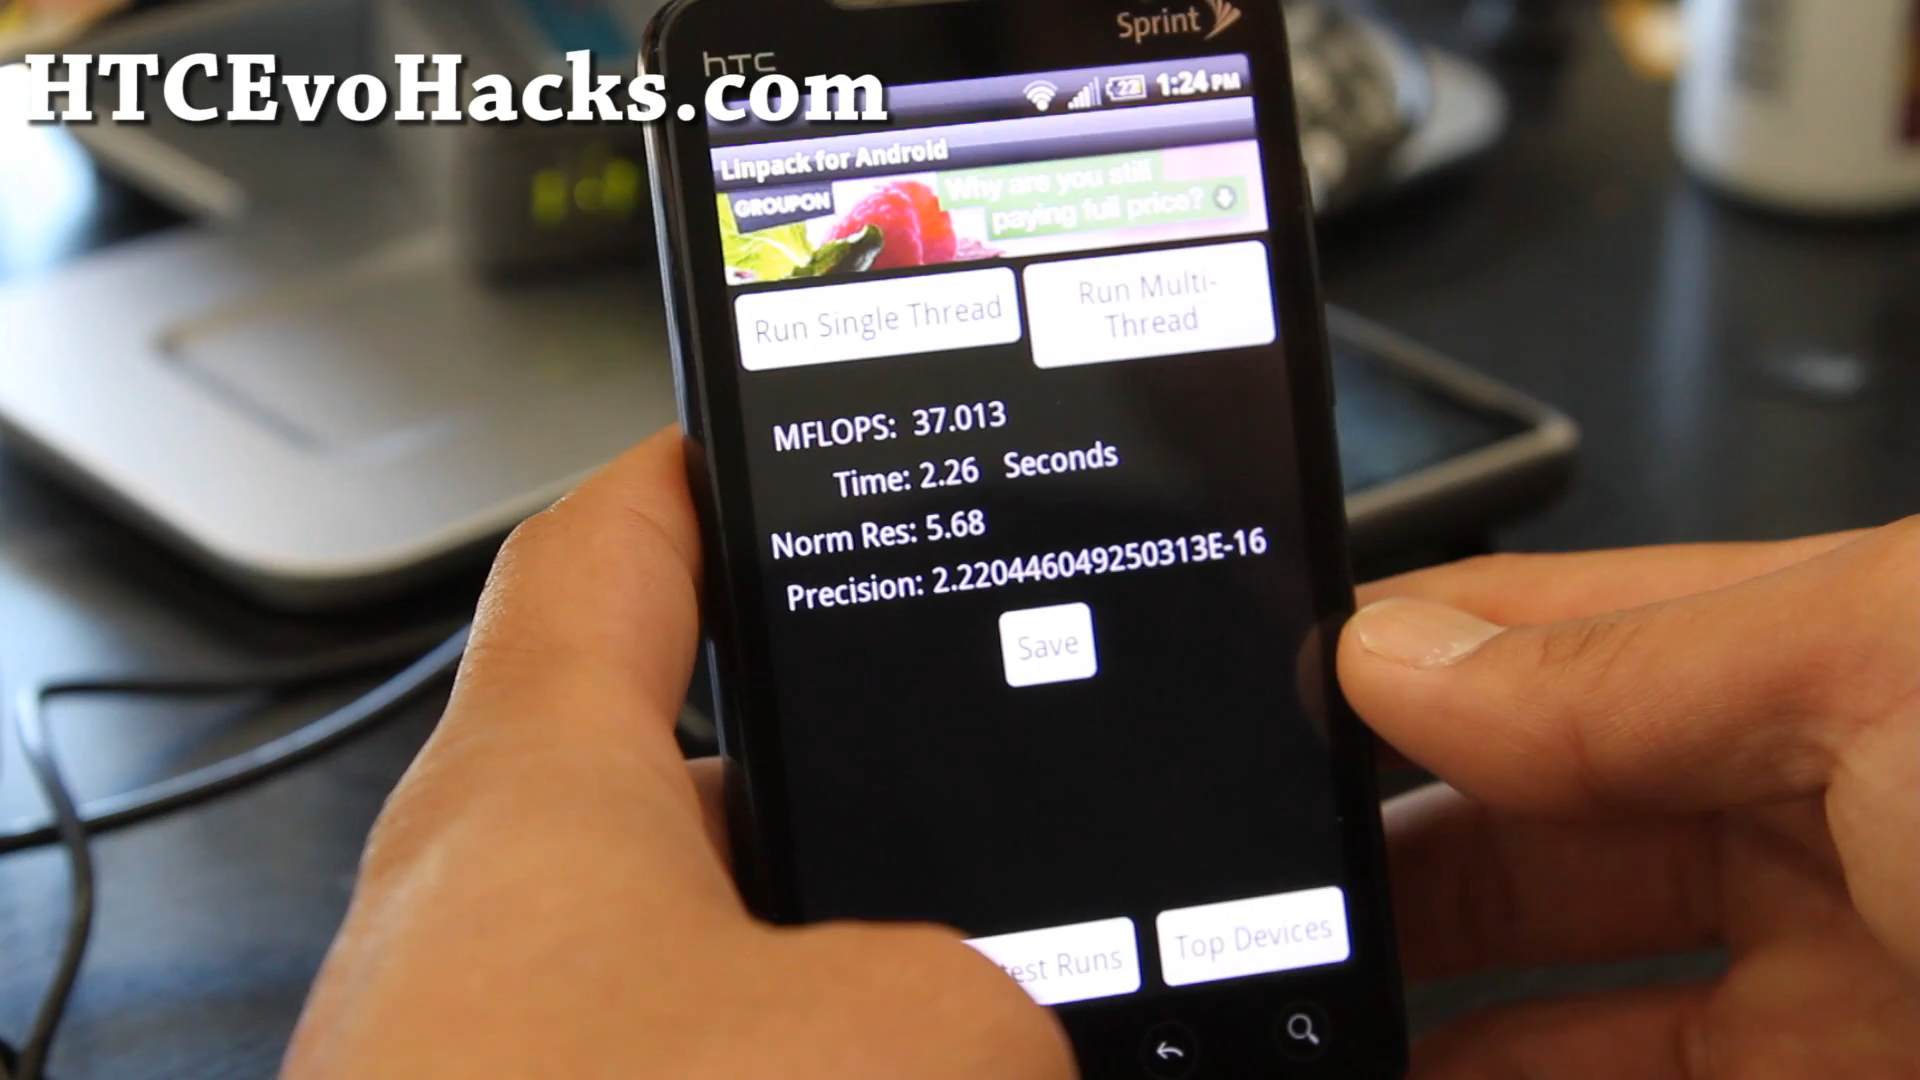 HTCEvoHacks.com
Sprint
hTC
22 1:24 PM
Linpack for Android
GROUPON
Why are you still
paying full price?
Run Single Thread
Run Multi-
Thread
MFLOPS: 37.013
Time: 2.26 Seconds
Norm Res: 5.68
Precision: 2.220446049250313E-16
Save
Runs
Top Devices